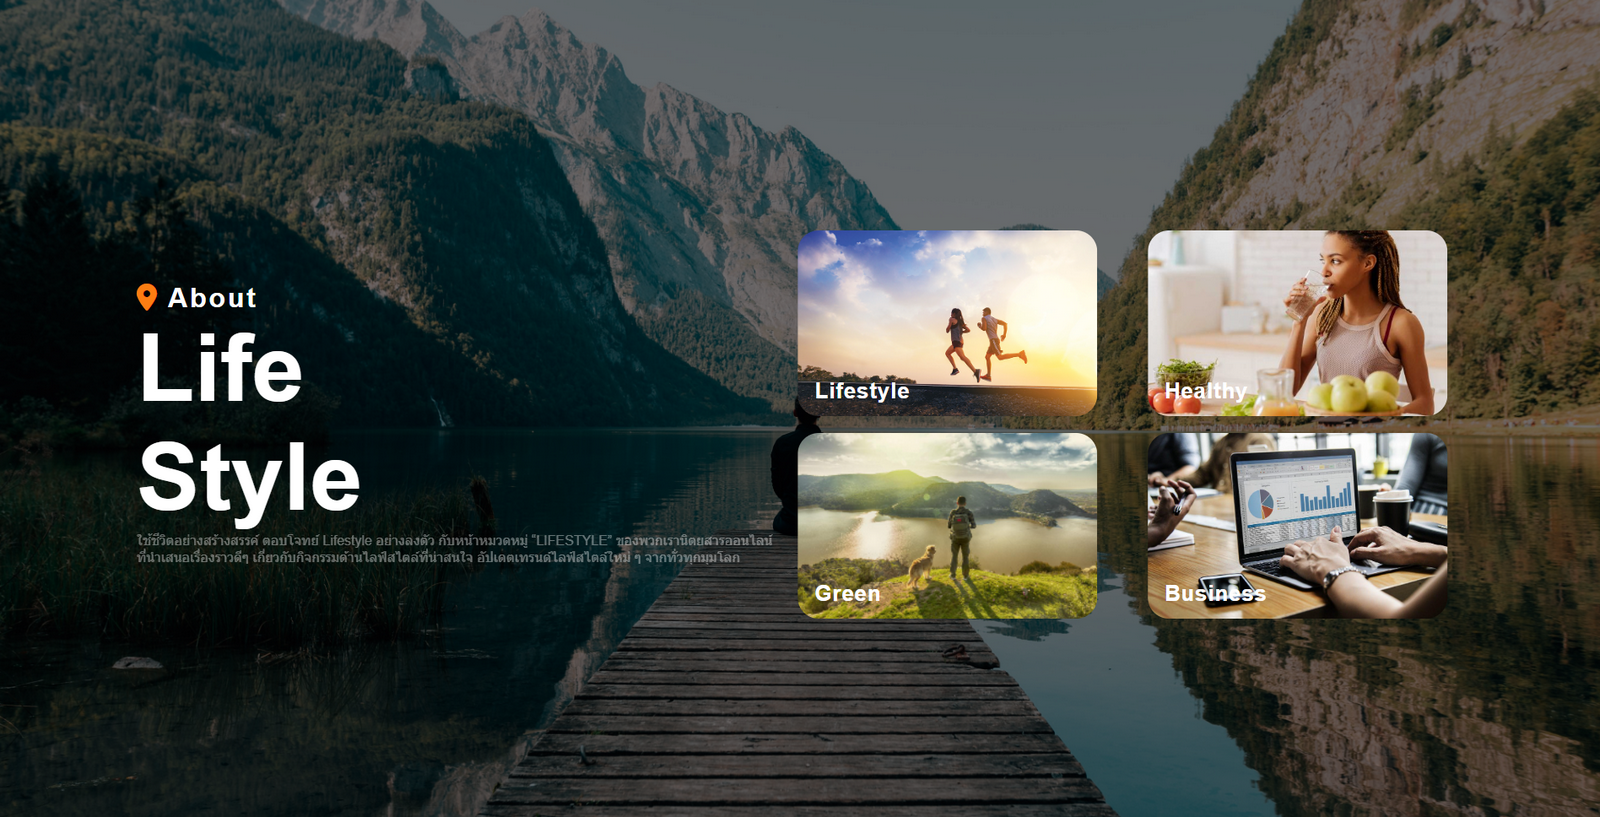 About
Life
Style
ใช้ชีวิตอย่างสร้างสรรค์ ตอบโจทย์ Lifestyle อย่างลงตัว กับหน้าหมวดหมู่ "LIFESTYLE" ของพวกเรานิตยสารออนไลน์
ที่นำเสนอเรื่องราวดีๆ เกี่ยวกับกิจกรรมด้านไลฟ์สไตล์ที่น่าสนใจ อัปเดตเทรนด์ไลฟ์สไตล์ใหม่ ๆ จากทั่วทุกมุมโลก
Lifestyle
Healthy
Green
Business